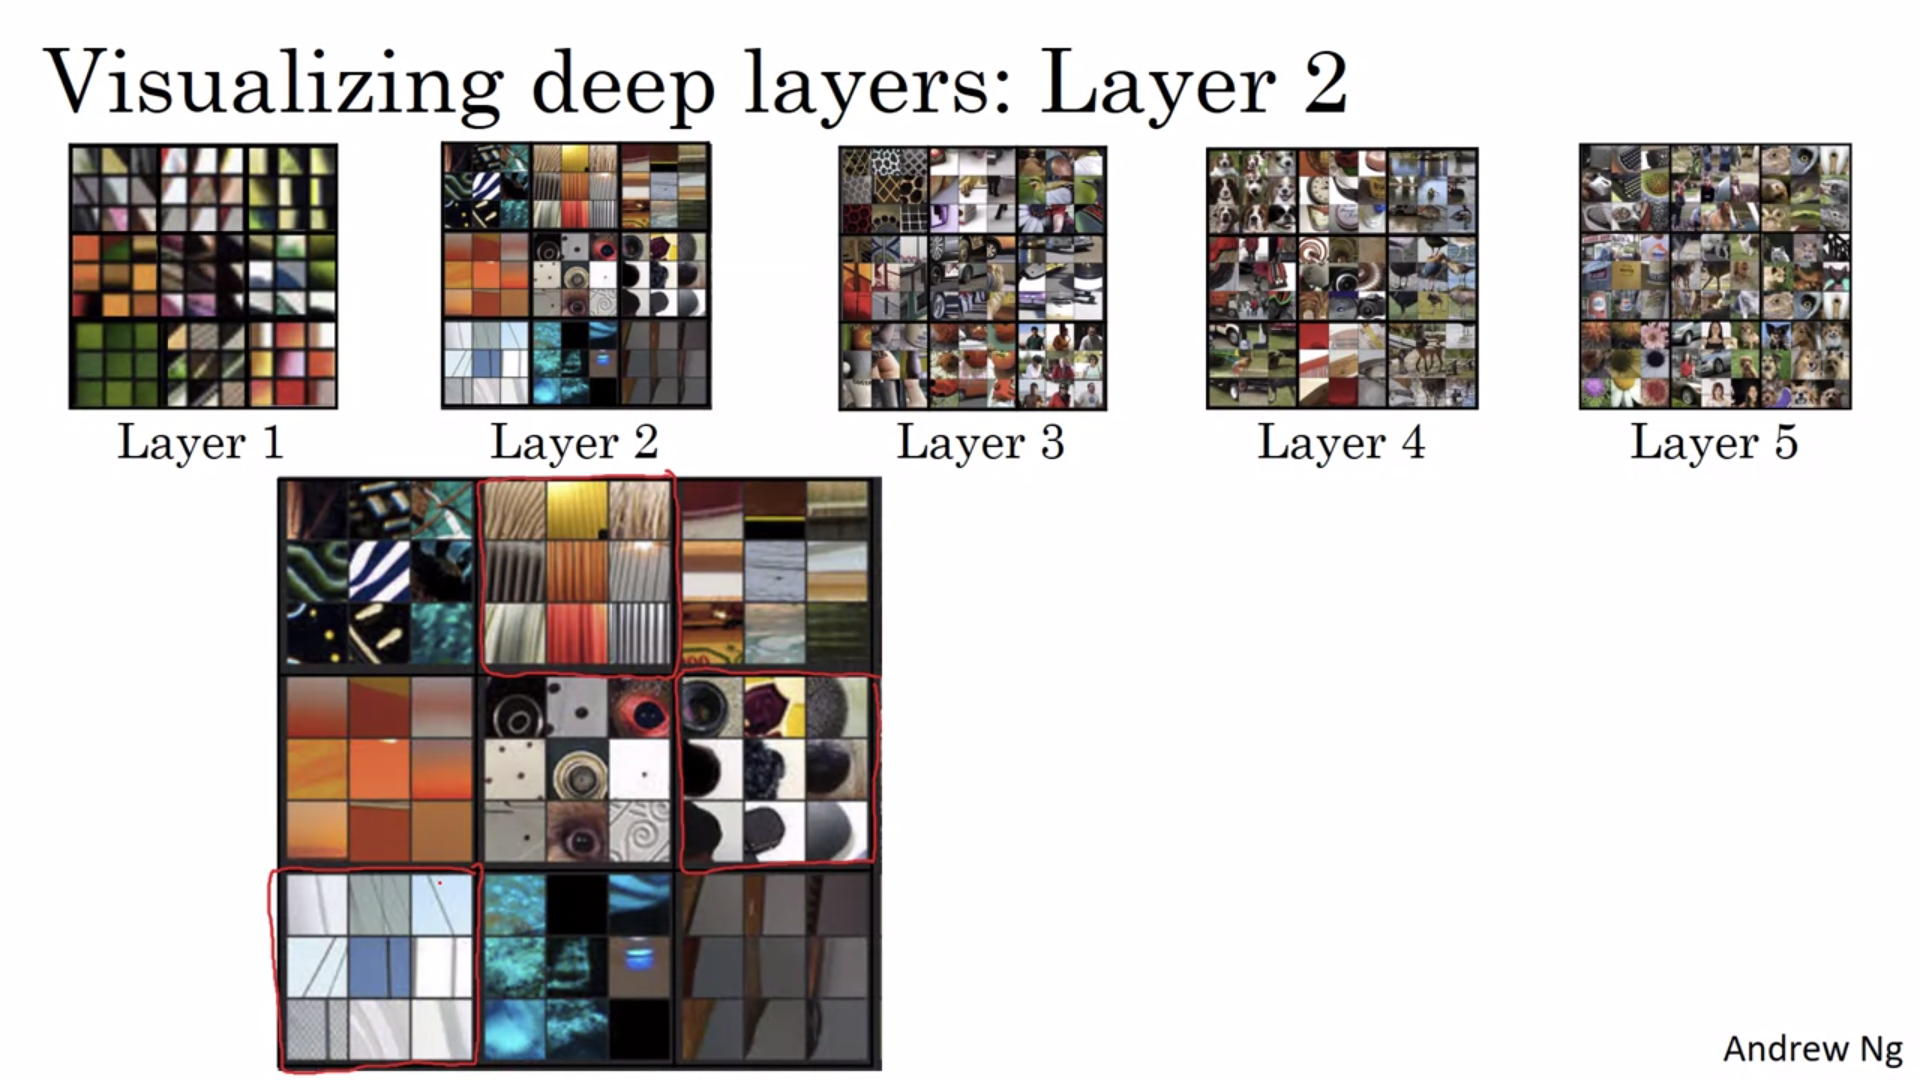 Visualizing deep layers: Layer 2
Layer 1
Layer 2
Layer 3
Layer 4
Layer 5
Andrew Ng